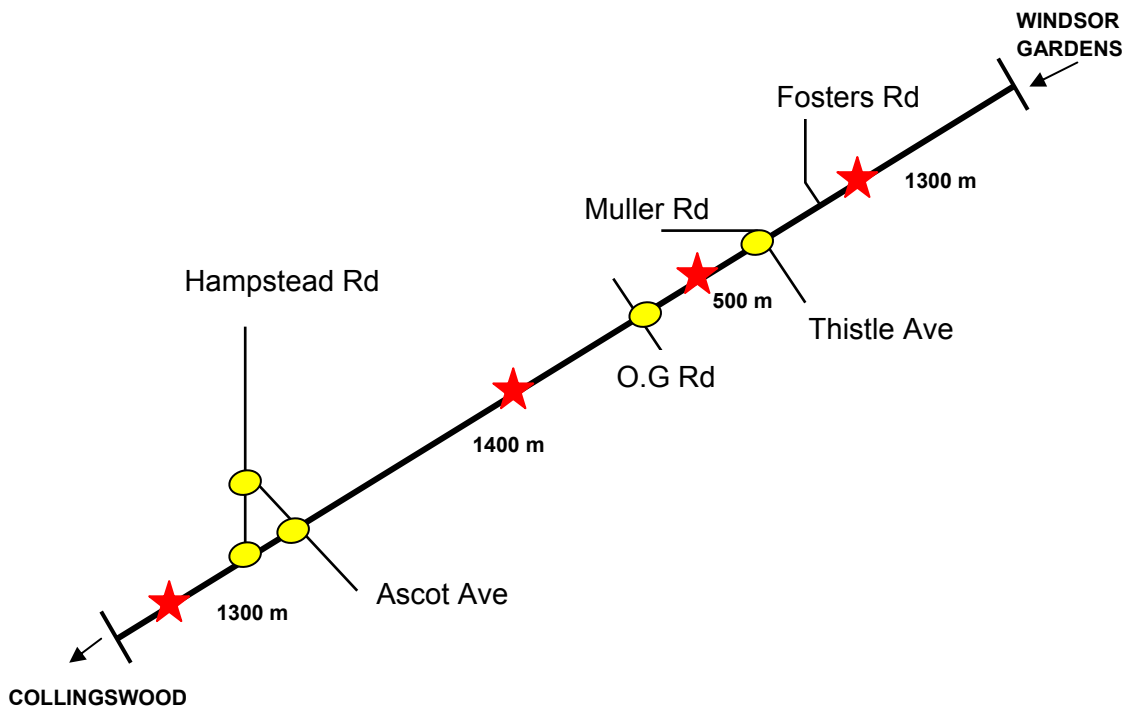 WINDSOR
GARDENS
Fosters Rd
1300 m
Muller Rd
Hampstead Rd
500 m
Thistle Ave
O.G Rd
1400 m
Ascot Ave
1300 m
COLLINGSWOOD